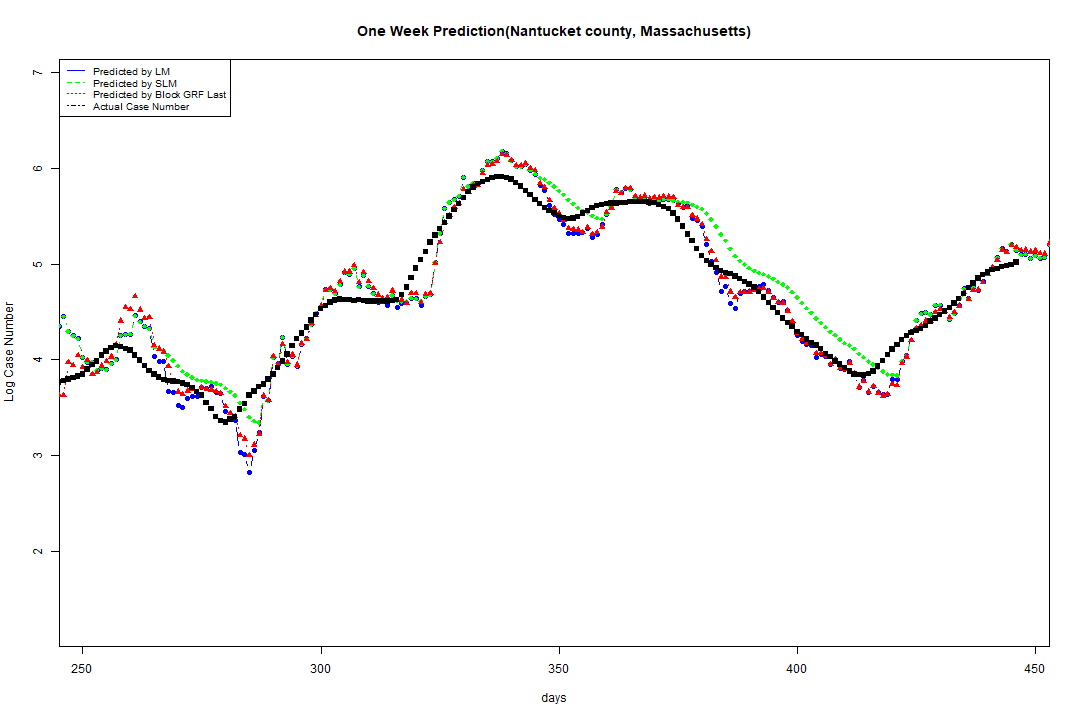 One Week Prediction(Nantucket county, Massachusetts)
Predicted by LM
Predicted by SLM
Predicted by Block GRF Last
Actual Case Number
7
6
5
4
3
2
Log Case Number
250 300 350 400 450
days